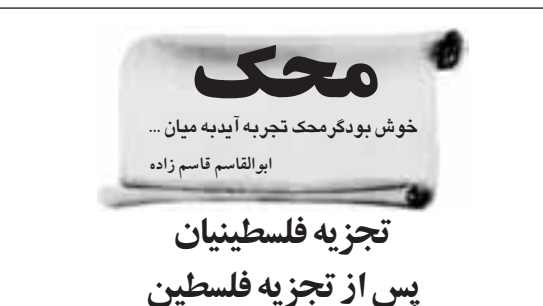 محک
خوش بود گر محک تجربه آید به میان ...
ابوالقاسم قاسم زاده
تجزیه فلسطینیان
پس از تجزیه فلسطین